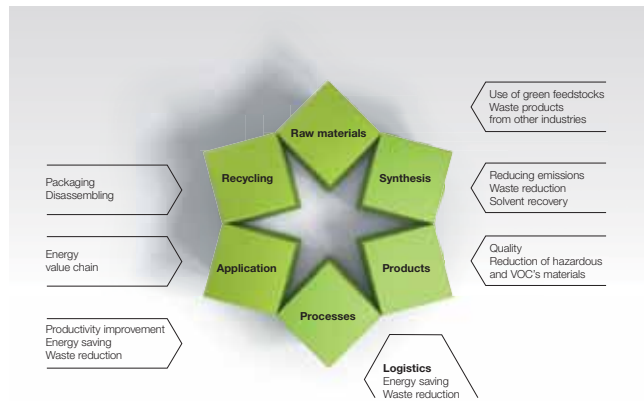 Raw materials
Recycling
Synthesis
Application
Products
Processes
Use of green feedstocks
Waste products
from other industries
Packaging
Disassembling
Reducing emissions
Waste reduction
Solvent recovery
Energy
value chain
Quality
Reduction of hazardous
and VOC's materials
Productivity improvement
Energy saving
Waste reduction
Logistics
Energy saving
Waste reduction